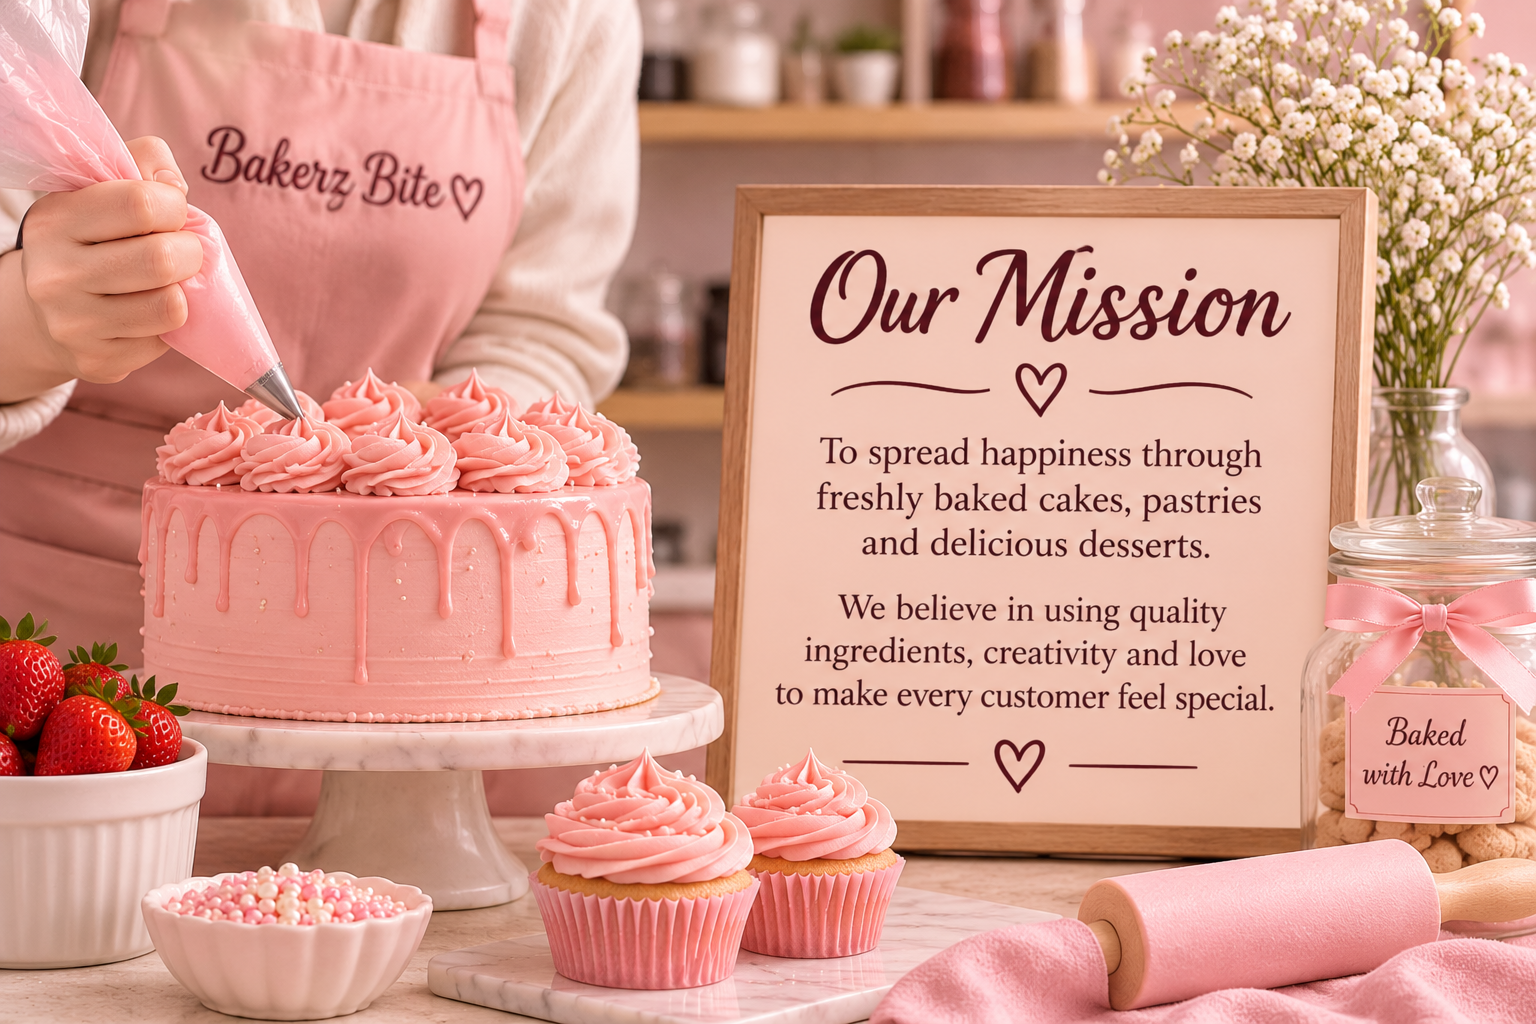 Bakerz Bite
Our Mission
To spread happiness through
freshly baked cakes, pastries
and delicious desserts.
We believe in using quality
ingredients, creativity and love
to make every customer feel special.
Baked
with Love